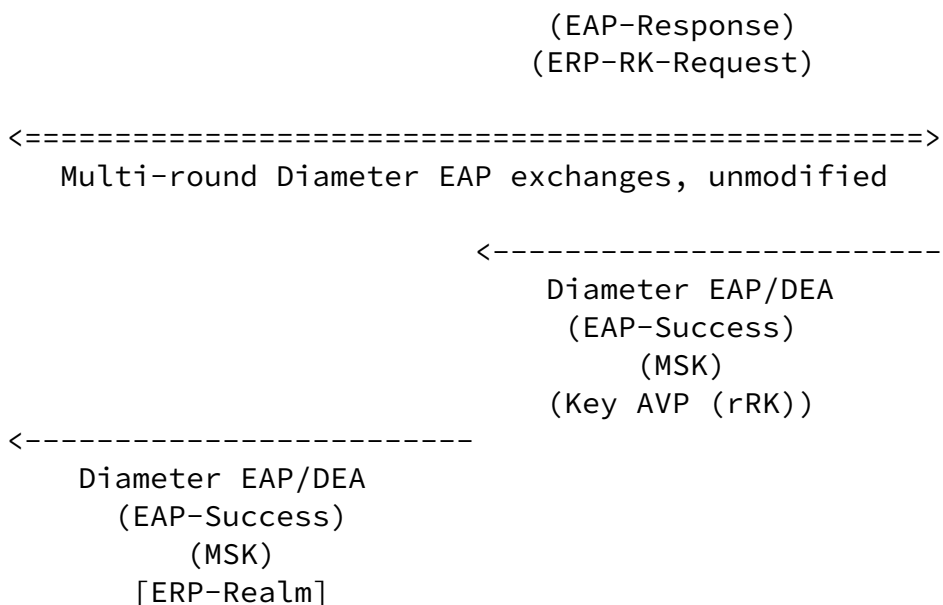 (EAP-Response)
(ERP-RK-Request)
<==================================================>
Multi-round Diameter EAP exchanges, unmodified
<-------------------------
Diameter EAP/DEA
(EAP-Success)
(MSK)
(Key AVP (rRK))
<-------------------------
Diameter EAP/DEA
(EAP-Success)
(MSK)
[ERP-Realm]